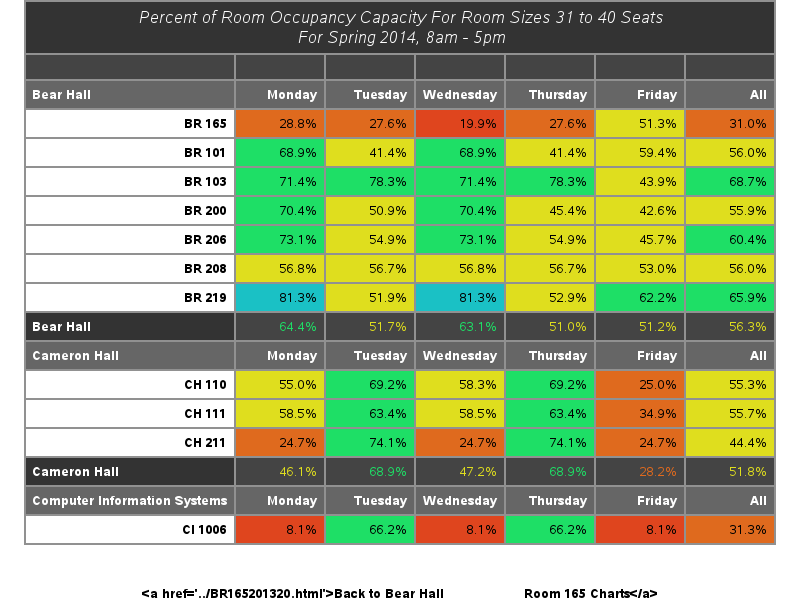 Percent of Room Occupancy Capacity For Room Sizes 31 to 40 Seats
For Spring 2014, 8am - 5pm
Bear Hall Monday Tuesday Wednesday Thursday Friday All
BR 165 28.8% 27.6% 19.9% 27.6% 51.3% 31.0%
BR 101 68.9% 41.4% 68.9% 41.4% 59.4% 56.0%
BR 103 71.4% 78.3% 71.4% 78.3% 43.9% 68.7%
BR 200 70.4% 50.9% 70.4% 45.4% 42.6% 55.9%
BR 206 73.1% 54.9% 73.1% 54.9% 45.7% 60.4%
BR 208 56.8% 56.7% 56.8% 56.7% 53.0% 56.0%
BR 219 81.3% 51.9% 81.3% 52.9% 62.2% 65.9%
Bear Hall 64.4% 51.7% 63.1% 51.0% 51.2% 56.3%
Cameron Hall Monday Tuesday Wednesday Thursday Friday All
CH 110 55.0% 69.2% 58.3% 69.2% 25.0% 55.3%
CH 111 58.5% 63.4% 58.5% 63.4% 34.9% 55.7%
CH 211 24.7% 74.1% 24.7% 74.1% 24.7% 44.4%
Cameron Hall 46.1% 68.9% 47.2% 68.9% 28.2% 51.8%
Computer Information Systems Monday Tuesday Wednesday Thursday Friday All
CI 1006 8.1% 66.2% 8.1% 66.2% 8.1% 31.3%
<a href='../BR165201320.html'>Back to Bear Hall Room 165 Charts</a>